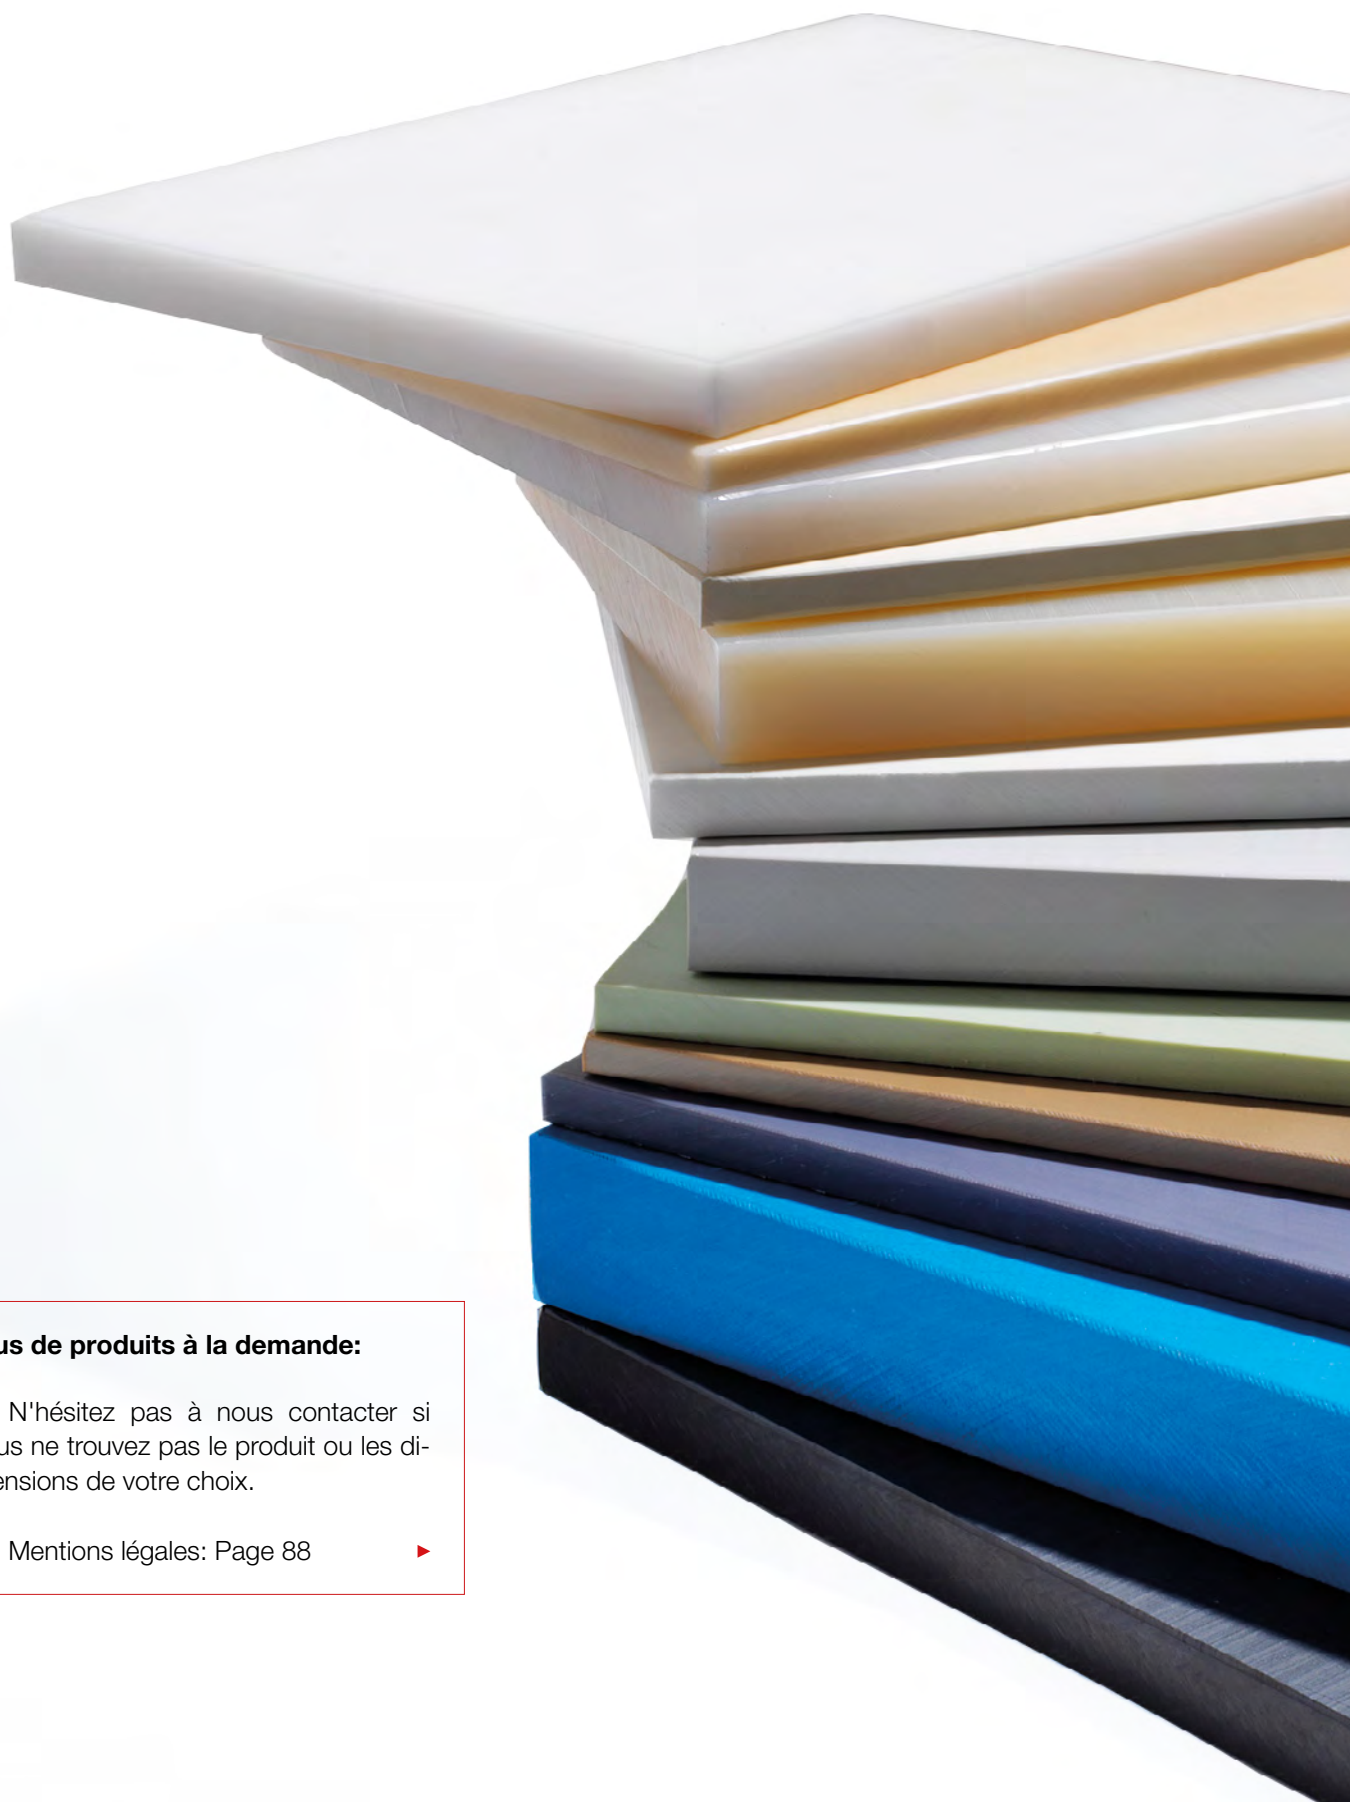 us de produits à la demande:
N'hésitez pas à nous contacter si
us ne trouvez pas le produit ou les di-
ensions de votre choix.
Mentions légales: Page 88